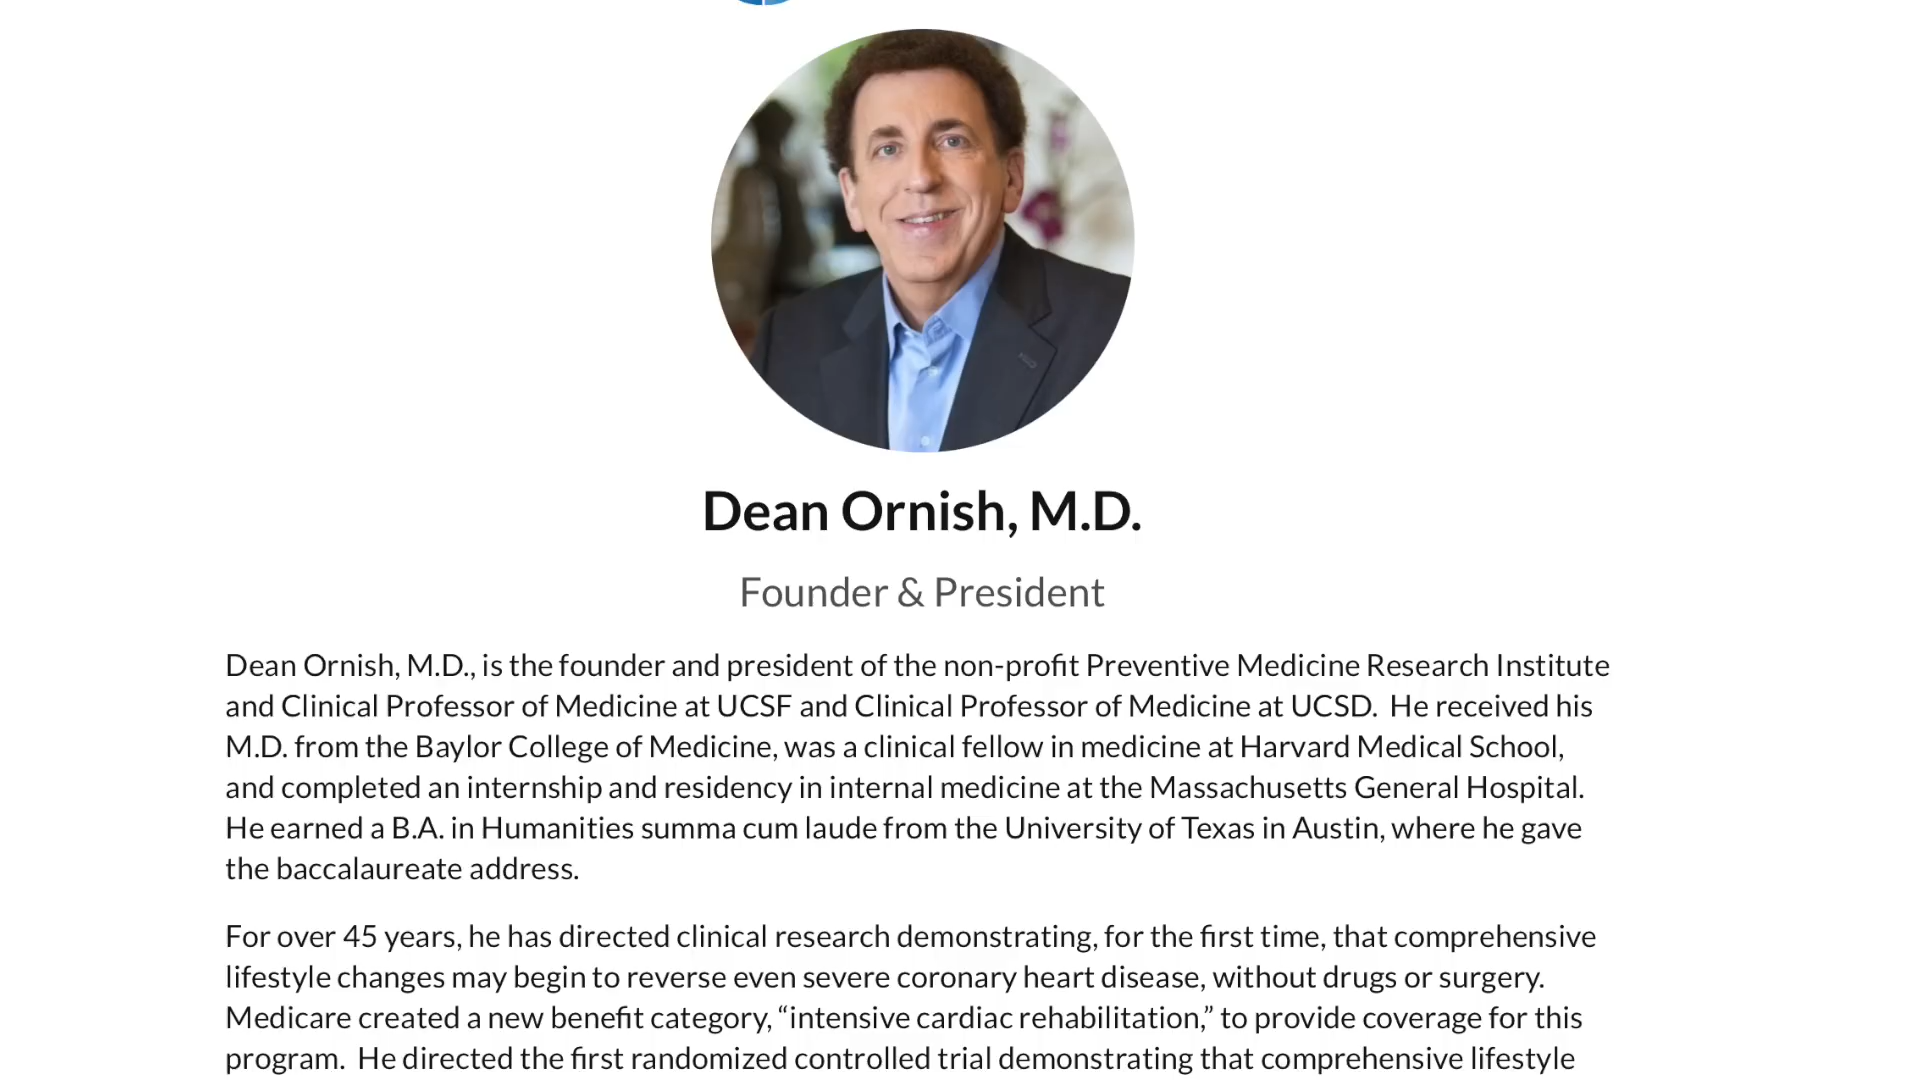 Dean Ornish, M.D.
Founder & President
Dean Ornish, M.D., is the founder and president of the non-profit Preventive Medicine Research Institute
and Clinical Professor of Medicine at UCSF and Clinical Professor of Medicine at UCSD.  He received his
M.D. from the Baylor College of Medicine, was a clinical fellow in medicine at Harvard Medical School,
and completed an internship and residency in internal medicine at the Massachusetts General Hospital.
He earned a B.A. in Humanities summa cum laude from the University of Texas in Austin, where he gave
the baccalaureate address.
For over 45 years, he has directed clinical research demonstrating, for the first time, that comprehensive
lifestyle changes may begin to reverse even severe coronary heart disease, without drugs or surgery.
Medicare created a new benefit category, “intensive cardiac rehabilitation,” to provide coverage for this
program.  He directed the first randomized controlled trial demonstrating that comprehensive lifestyle